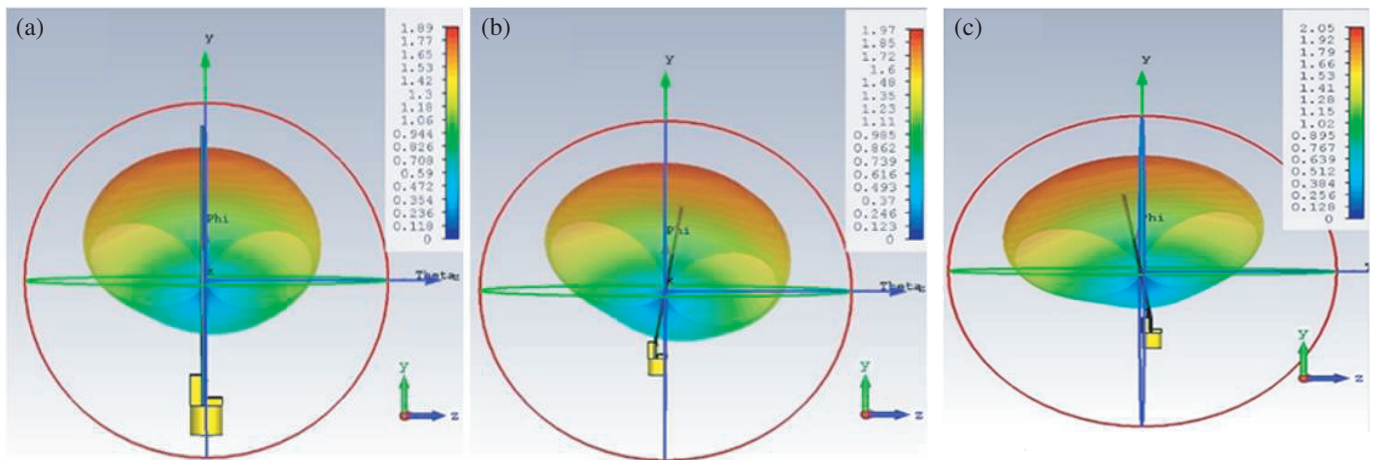 (a)
1.89
1.77
1.65
1.53
1.42
1.3
1.18
1.06
0.944
0.826
0.708
0.59
0.472
0.354
0.236
0.118
0
y
Phi
x
Theta
z
y
z
(b)
1.97
1.85
1.72
1.6
1.48
1.35
1.23
1.11
0.985
0.862
0.739
0.616
0.493
0.37
0.246
0.123
0
y
Phi
Theta
z
y
z
(c)
2.05
1.92
1.79
1.66
1.53
1.41
1.28
1.15
1.02
0.895
0.767
0.639
0.512
0.384
0.256
0.128
0
y
Phi
y
z